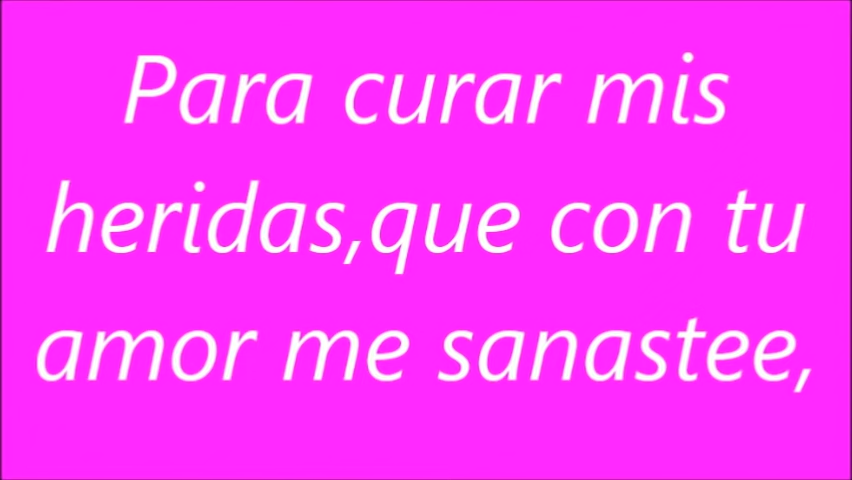 Para curar mis
heridas,que con tu
amor me sanastee,